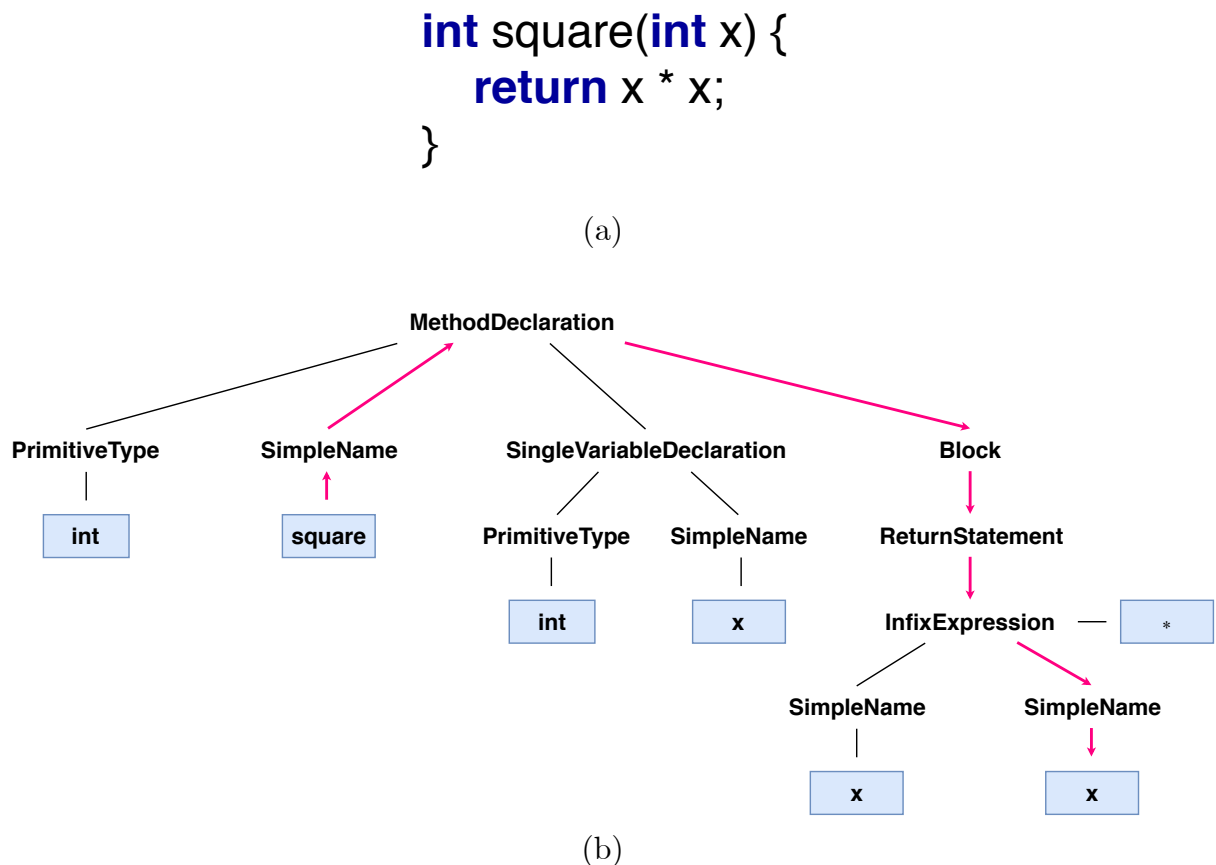 int square(int x) {
return x * x;
}
(a)
MethodDeclaration
PrimitiveType SimpleName SingleVariableDeclaration Block
int square PrimitiveType SimpleName ReturnStatement
int x InfixExpression *
SimpleName SimpleName
x x
(b)